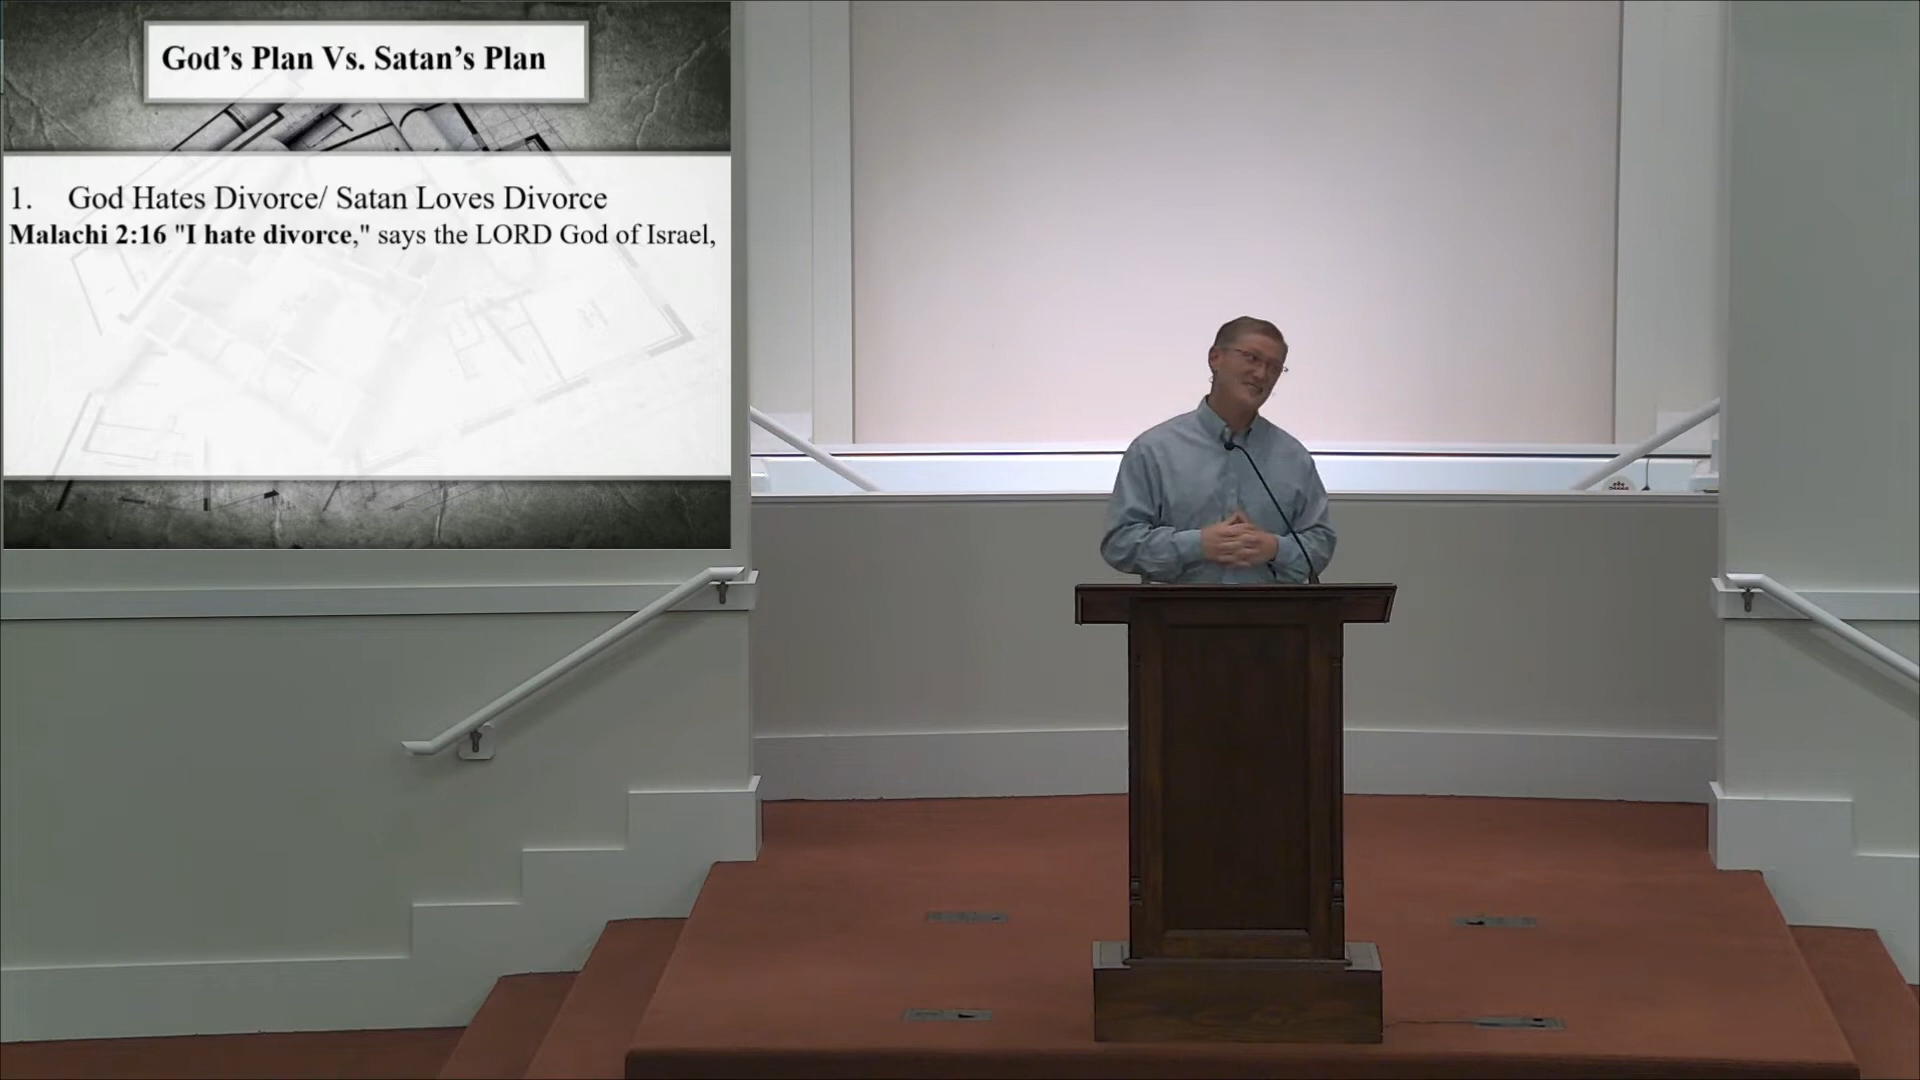 God’s Plan Vs. Satan’s Plan
1. God Hates Divorce/ Satan Loves Divorce
Malachi 2:16 "I hate divorce," says the LORD God of Israel,